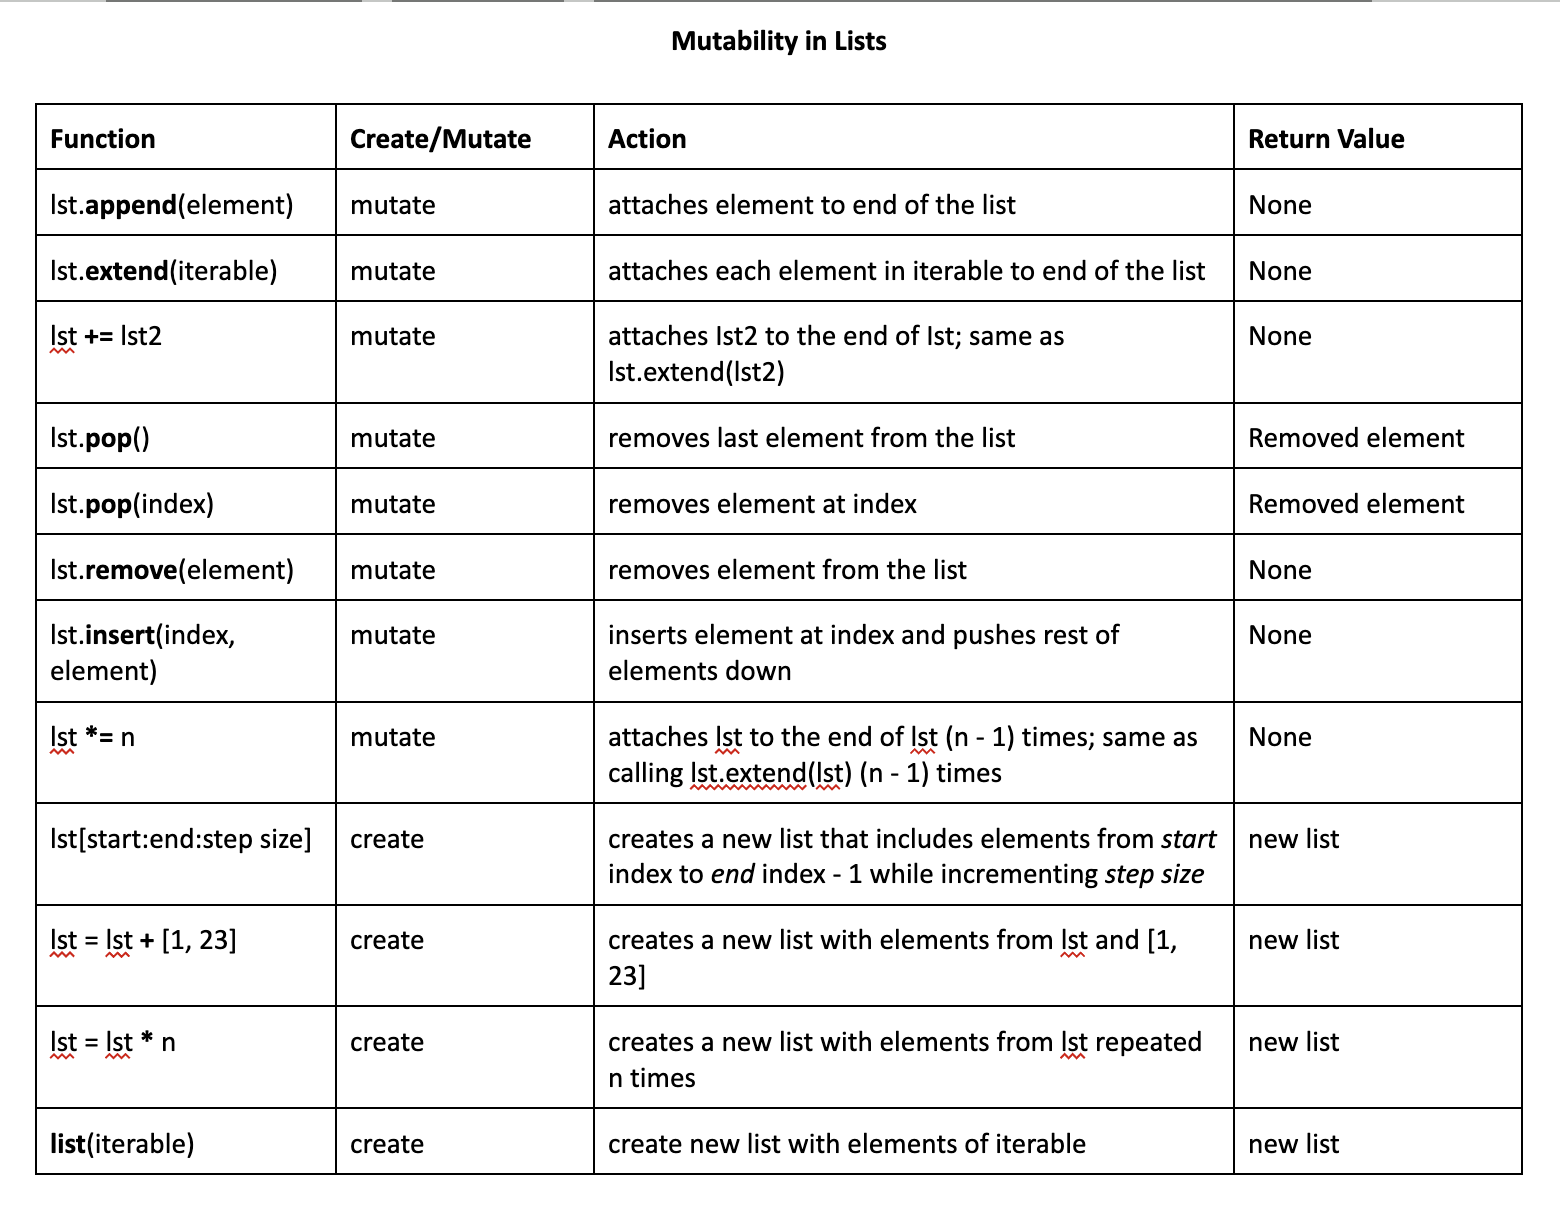 Mutability in Lists
Function Create/Mutate Action Return Value
lst.append(element) mutate attaches element to end of the list None
lst.extend(iterable) mutate attaches each element in iterable to end of the list None
lst += lst2 mutate attaches lst2 to the end of lst; same as None
lst.extend(lst2)
lst.pop() mutate removes last element from the list Removed element
lst.pop(index) mutate removes element at index Removed element
lst.remove(element) mutate removes element from the list None
lst.insert(index, mutate inserts element at index and pushes rest of None
element) elements down
lst *= n mutate attaches lst to the end of lst (n - 1) times; same as None
calling lst.extend(lst) (n - 1) times
lst[start:end:step size] create creates a new list that includes elements from start new list
index to end index - 1 while incrementing step size
lst = lst + [1, 23] create creates a new list with elements from lst and [1, new list
23]
lst = lst * n create creates a new list with elements from lst repeated new list
n times
list(iterable) create create new list with elements of iterable new list